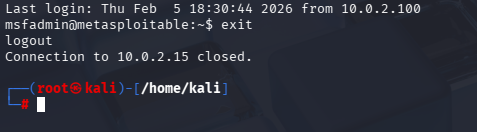 Last login: Thu Feb  5 18:30:44 2026 from 10.0.2.100
msfadmin@metasploitable:~$ exit
logout
Connection to 10.0.2.15 closed.
┌──(root㉿kali)-[/home/kali]
└─#